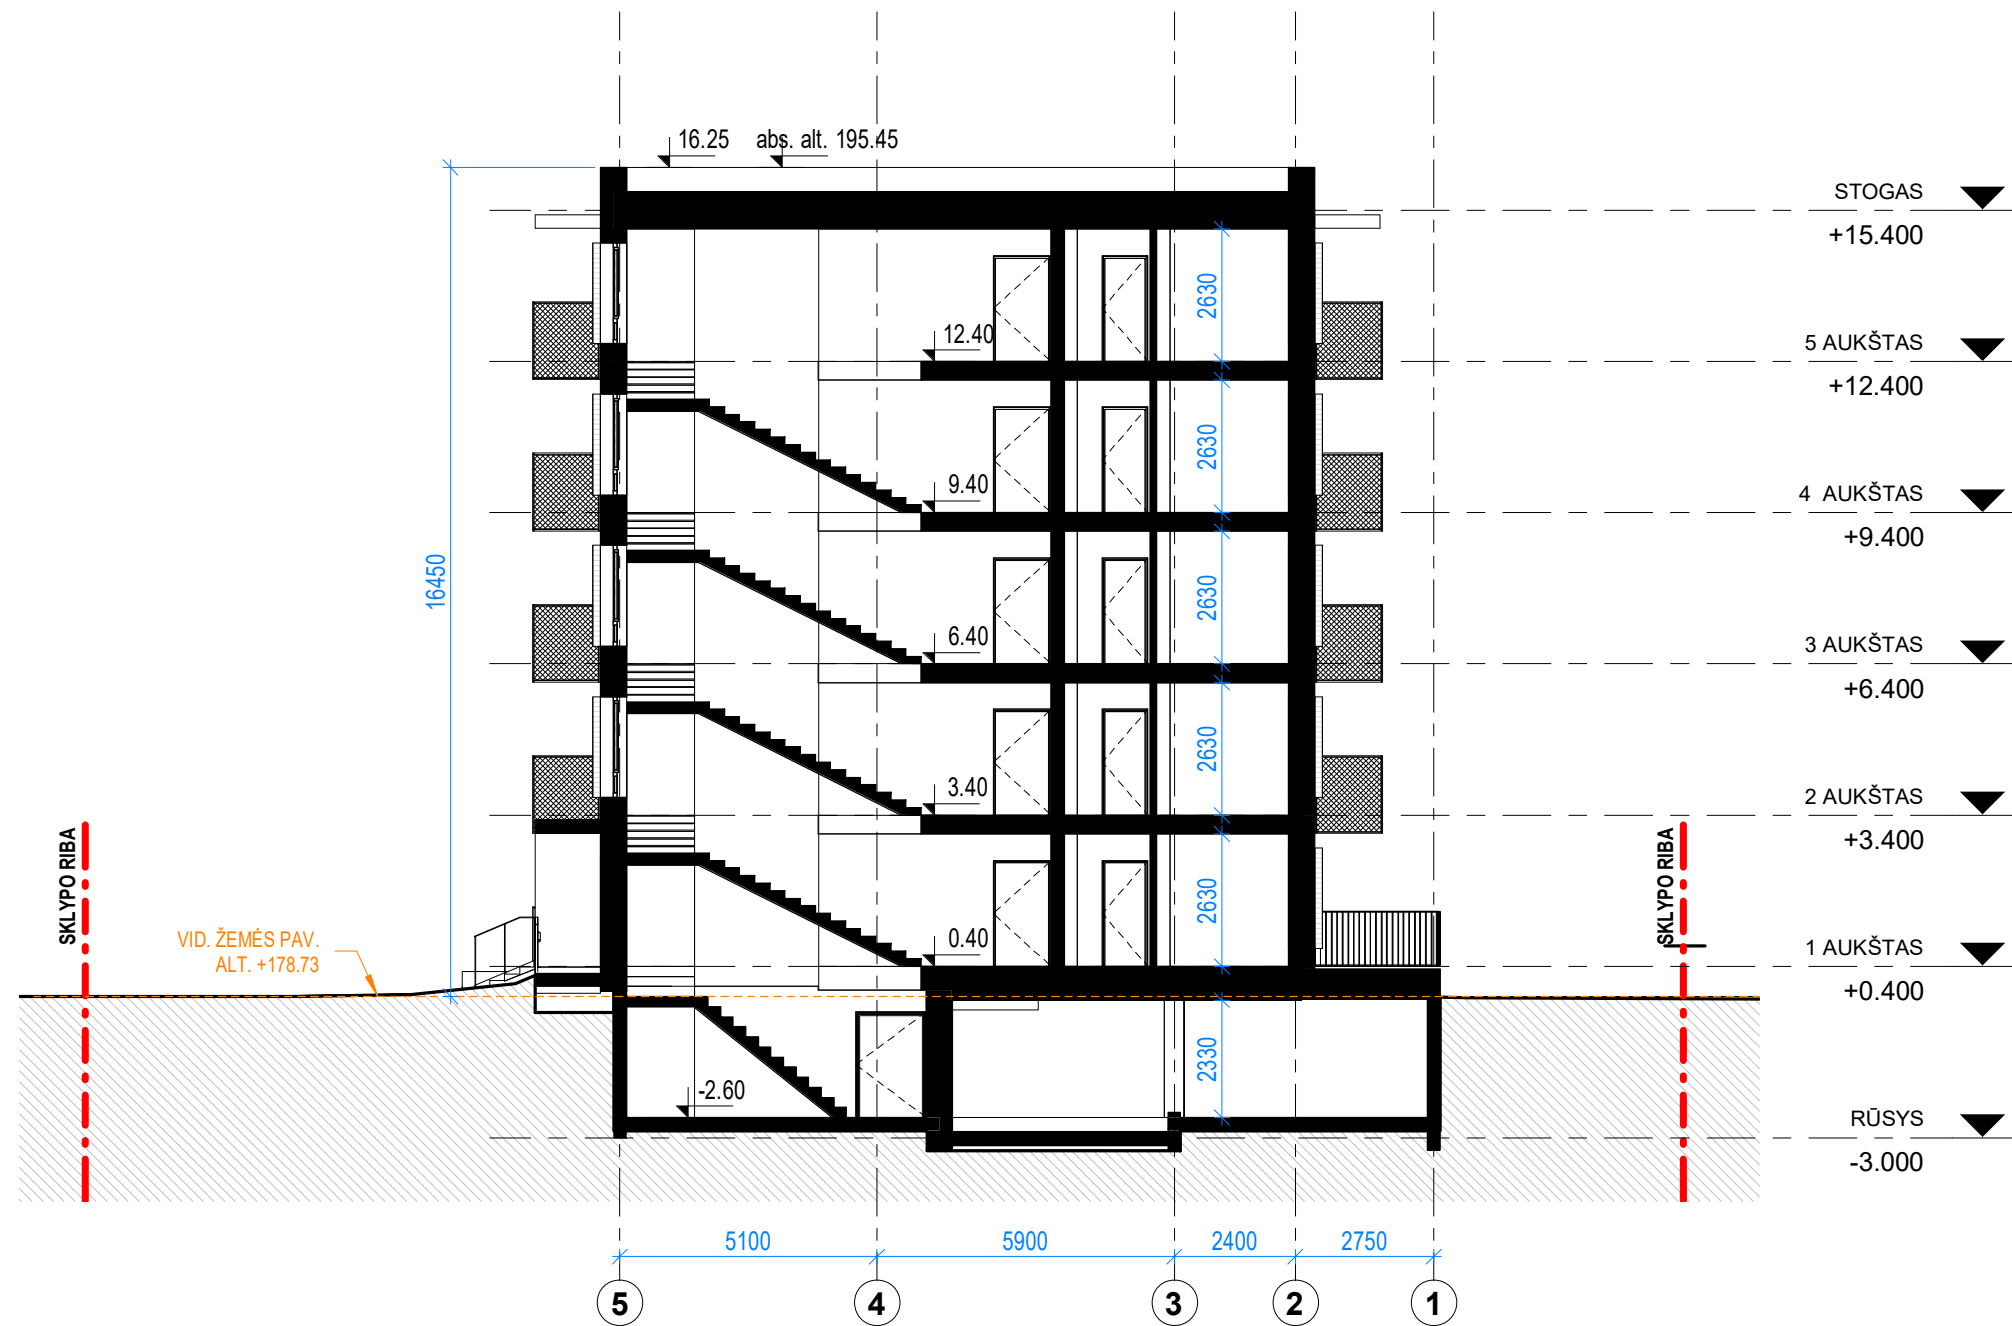 16.25 abs. alt. 195.45
STOGAS
+15.400
2630
12.40
5 AUKŠTAS
+12.400
2630
9.40
4 AUKŠTAS
+9.400
16450
2630
6.40
3 AUKŠTAS
+6.400
2630
3.40
2 AUKŠTAS
+3.400
SKLYPO RIBA
SKLYPO RIBA
2630
VID. ŽEMĖS PAV.
ALT. +178.73
0.40
1 AUKŠTAS
+0.400
2330
-2.60
RŪSYS
-3.000
5100 5900 2400 2750
5 4 3 2 1